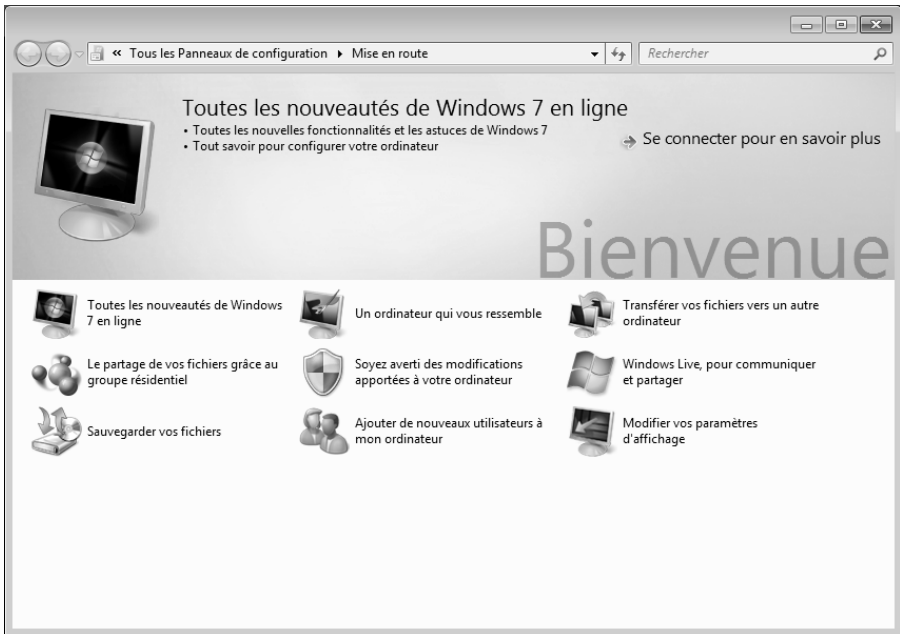 « Tous les Panneaux de configuration ▸ Mise en route
Rechercher
Toutes les nouveautés de Windows 7 en ligne
• Toutes les nouvelles fonctionnalités et les astuces de Windows 7
• Tout savoir pour configurer votre ordinateur
Se connecter pour en savoir plus
Bienvenue
Toutes les nouveautés de Windows
7 en ligne
Un ordinateur qui vous ressemble
Transférer vos fichiers vers un autre
ordinateur
Le partage de vos fichiers grâce au
groupe résidentiel
Soyez averti des modifications
apportées à votre ordinateur
Windows Live, pour communiquer
et partager
Sauvegarder vos fichiers
Ajouter de nouveaux utilisateurs à
mon ordinateur
Modifier vos paramètres
d'affichage